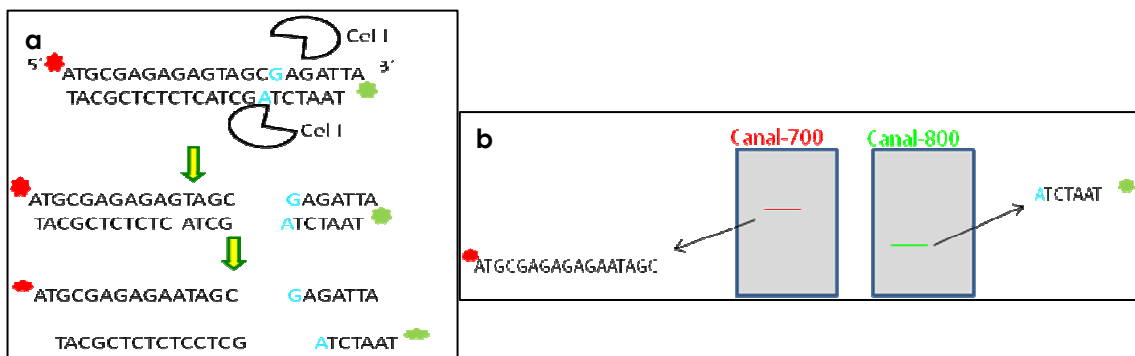 a
Cel I
5´ ATGCGAGAGAGTAGCGAGATTA 3´
TACGCTCTCTCATCGATCTAAT
Cel I
ATGCGAGAGAGTAGC GAGATTA
TACGCTCTCTC ATCG ATCTAAT
ATGCGAGAGAATAGC GAGATTA
TACGCTCTCTCCTCG ATCTAAT
b
Canal-700 Canal-800
ATCTAAT
ATGCGAGAGAGAATAGC